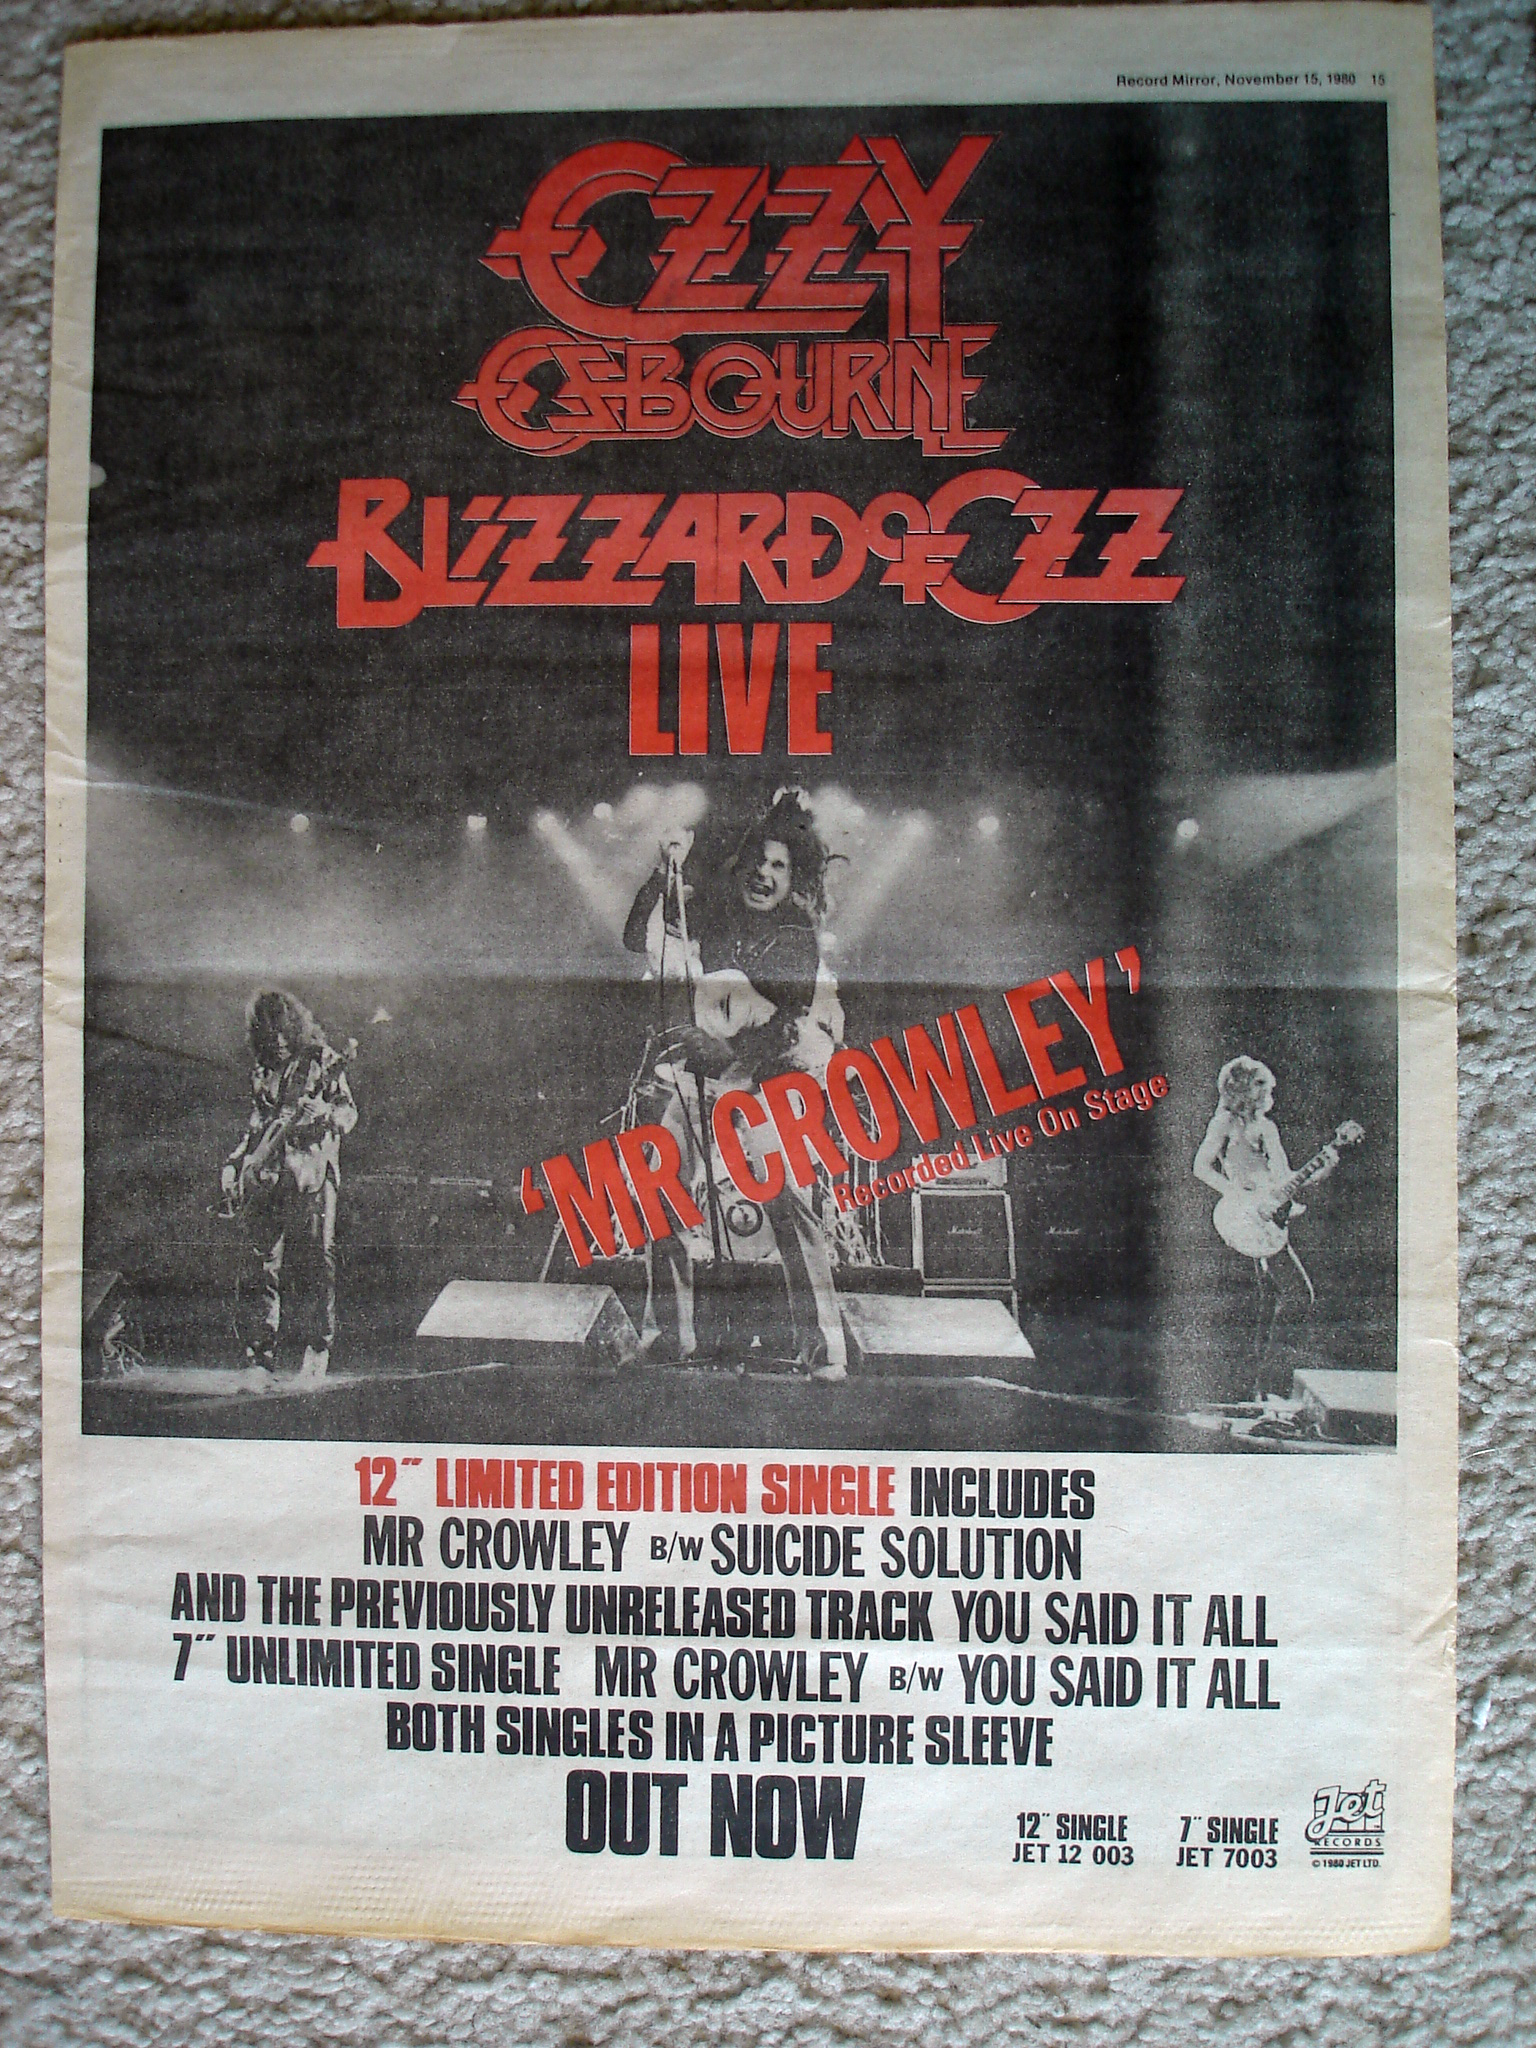 Record Mirror, November 15, 1980 15
OZZY
OSBOURNE
BLIZZARD OF OZZ
LIVE
'MR CROWLEY'
Recorded Live On Stage
Marshall
Marshall
12" LIMITED EDITION SINGLE INCLUDES
MR CROWLEY B/W SUICIDE SOLUTION
AND THE PREVIOUSLY UNRELEASED TRACK YOU SAID IT ALL
7" UNLIMITED SINGLE MR CROWLEY B/W YOU SAID IT ALL
BOTH SINGLES IN A PICTURE SLEEVE
OUT NOW
12" SINGLE
JET 12 003
7" SINGLE
JET 7003
Jet
RECORDS
© 1980 JET LTD.